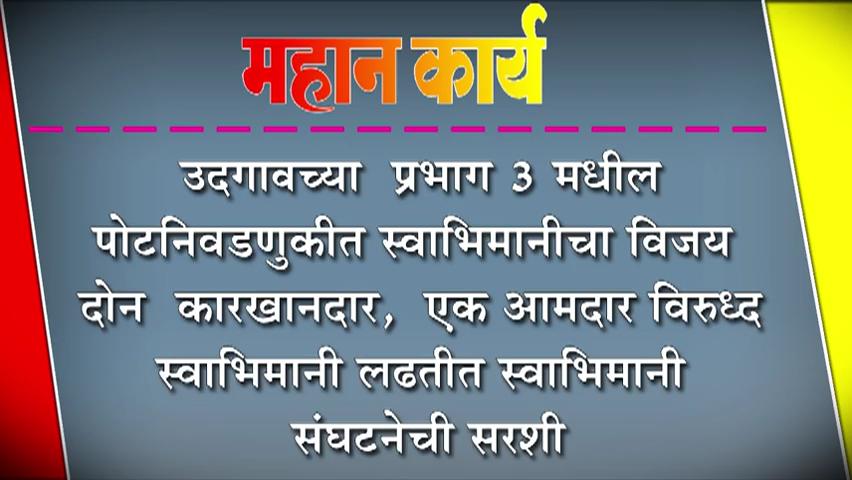 महान कार्य
उदगावच्या प्रभाग 3 मधील
पोटनिवडणुकीत स्वाभिमानीचा विजय
दोन कारखानदार, एक आमदार विरुध्द
स्वाभिमानी लढतीत स्वाभिमानी
संघटनेची सरशी